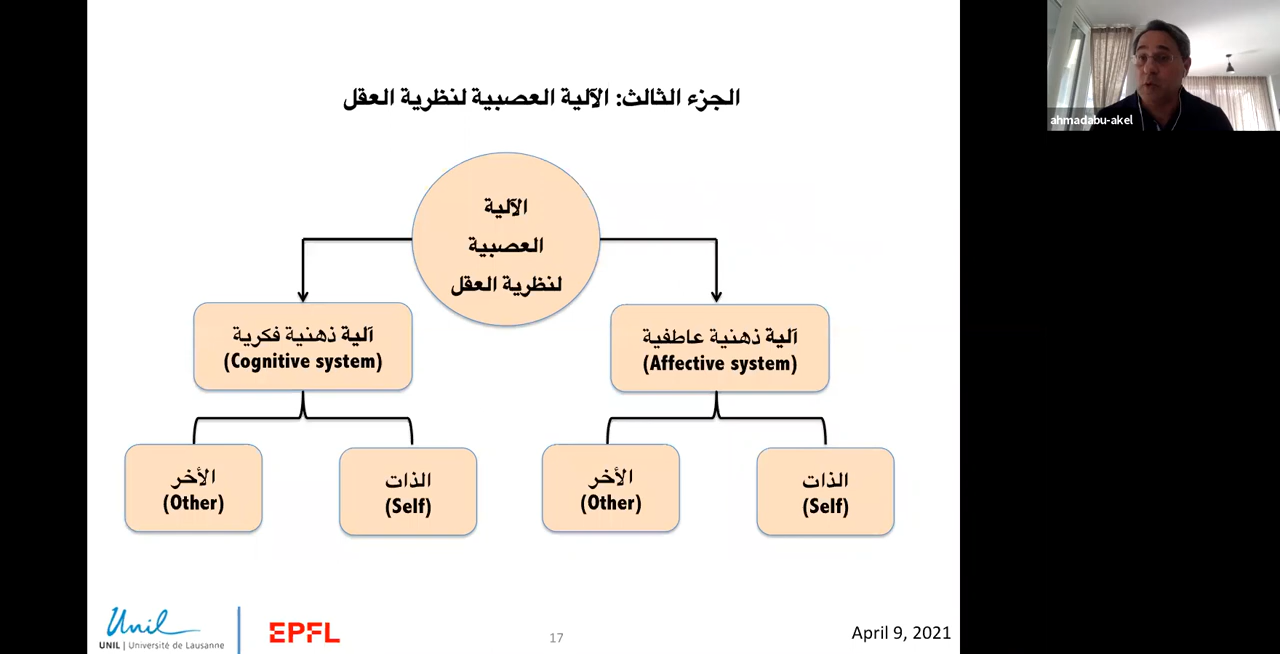 الجزء الثالث: الآلية العصبية لنظرية العقل
ahmadabu-akel
الآلية
العصبية
لنظرية العقل
آلية ذهنية فكرية
(Cognitive system)
آلية ذهنية عاطفية
(Affective system)
الأخر
(Other)
الذات
(Self)
الأخر
(Other)
الذات
(Self)
Unil
UNIL | Université de Lausanne
EPFL
17
April 9, 2021